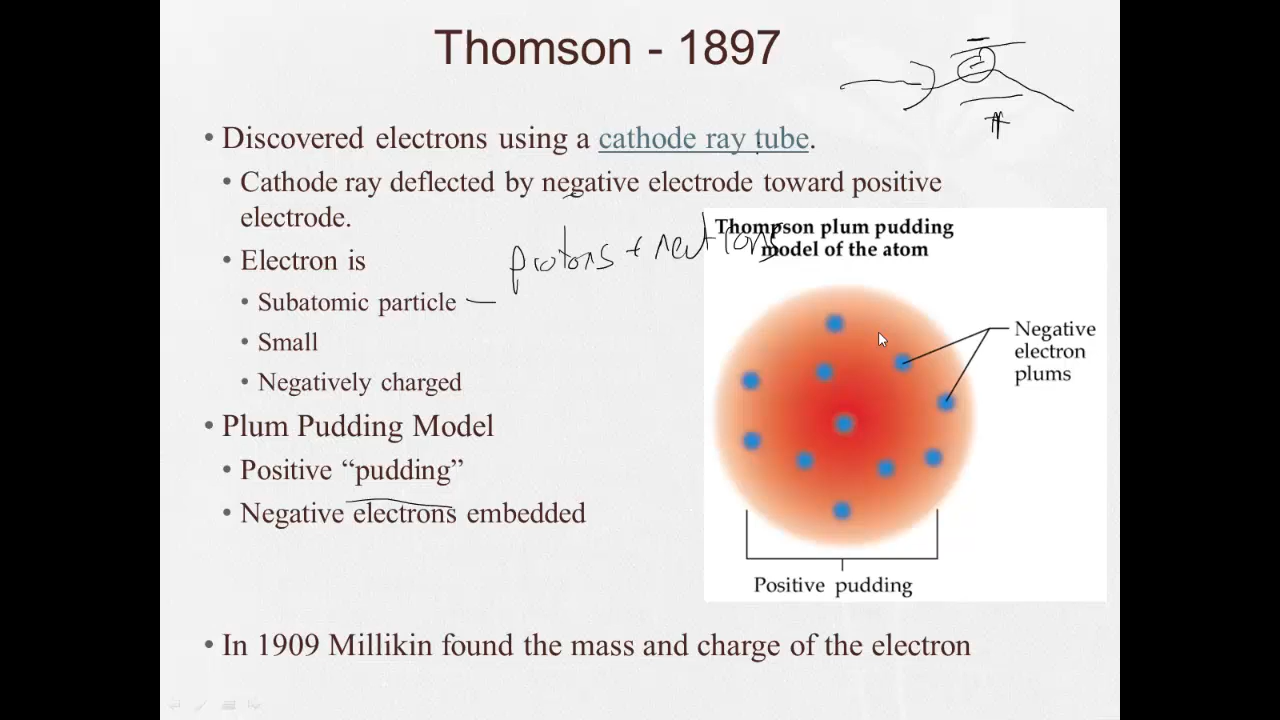 Thomson - 1897
• Discovered electrons using a cathode ray tube.
• Cathode ray deflected by negative electrode toward positive
electrode.
• Electron is
• Subatomic particle
protons + neutrons
• Small
• Negatively charged
• Plum Pudding Model
• Positive “pudding”
• Negative electrons embedded
Thompson plum pudding
model of the atom
Negative
electron
plums
Positive pudding
• In 1909 Millikin found the mass and charge of the electron